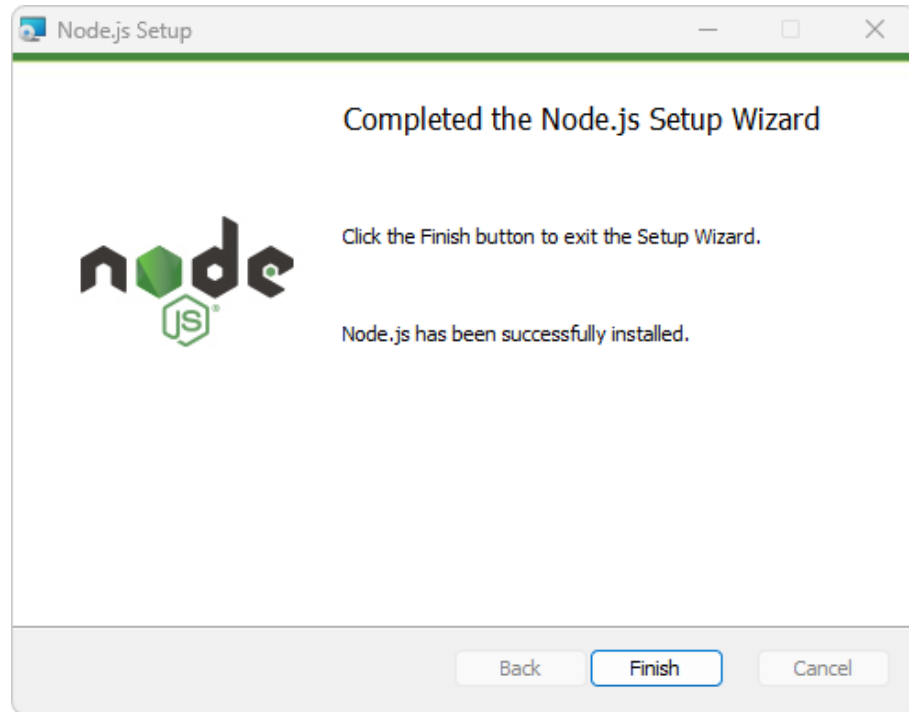 Node.js Setup
Completed the Node.js Setup Wizard
Click the Finish button to exit the Setup Wizard.
node
JS
®
Node.js has been successfully installed.
Back
Finish
Cancel